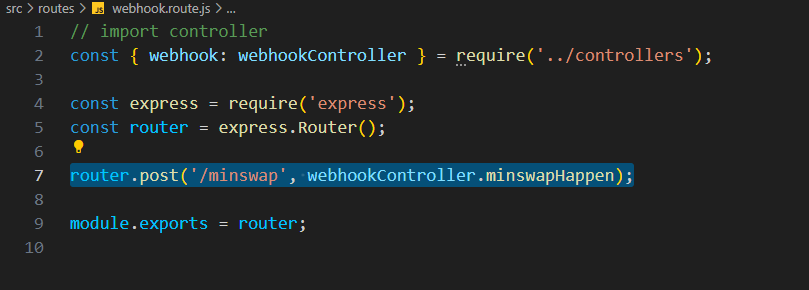 src > routes > JS webhook.route.js > ...
1 // import controller
2 const { webhook: webhookController } = require('../controllers');
3
4 const express = require('express');
5 const router = express.Router();
6
7 router.post('/minswap', webhookController.minswapHappen);
8
9 module.exports = router;
10